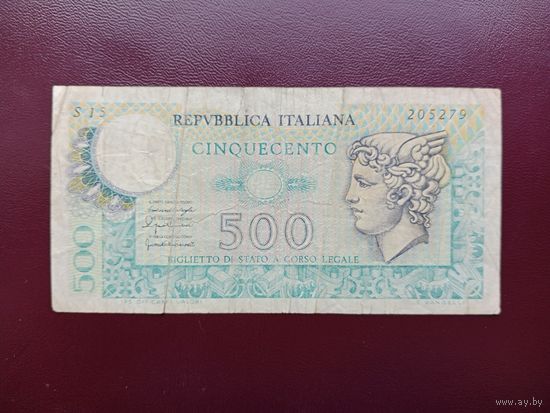 S 15
205279
REPVBBLICA ITALIANA
CINQUECENTO
500
500
BIGLIETTO DI STATO A CORSO LEGALE
www.ay.by